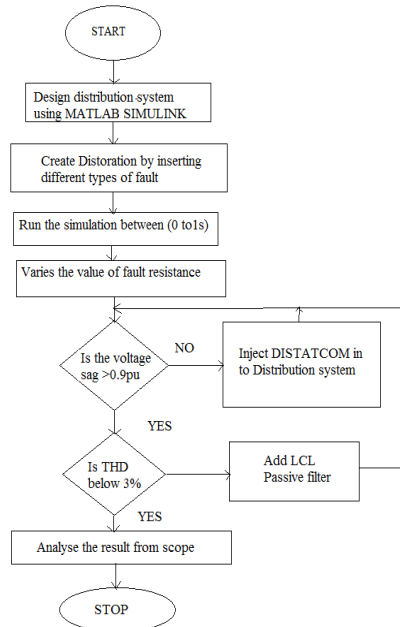 START
Design distribution-system
using MATLAB SIMULINK
Create Distoration by inserting
different types of fault
Run the simulation between (0 to1s)
Varies the value of fault resistance
Is the voltage
sag >0.9pu
NO
Inject DISTATCOM in
to Distribution system
YES
Is THD
below 3%
Add LCL
Passive filter
YES
Analyse the result from scope
STOP